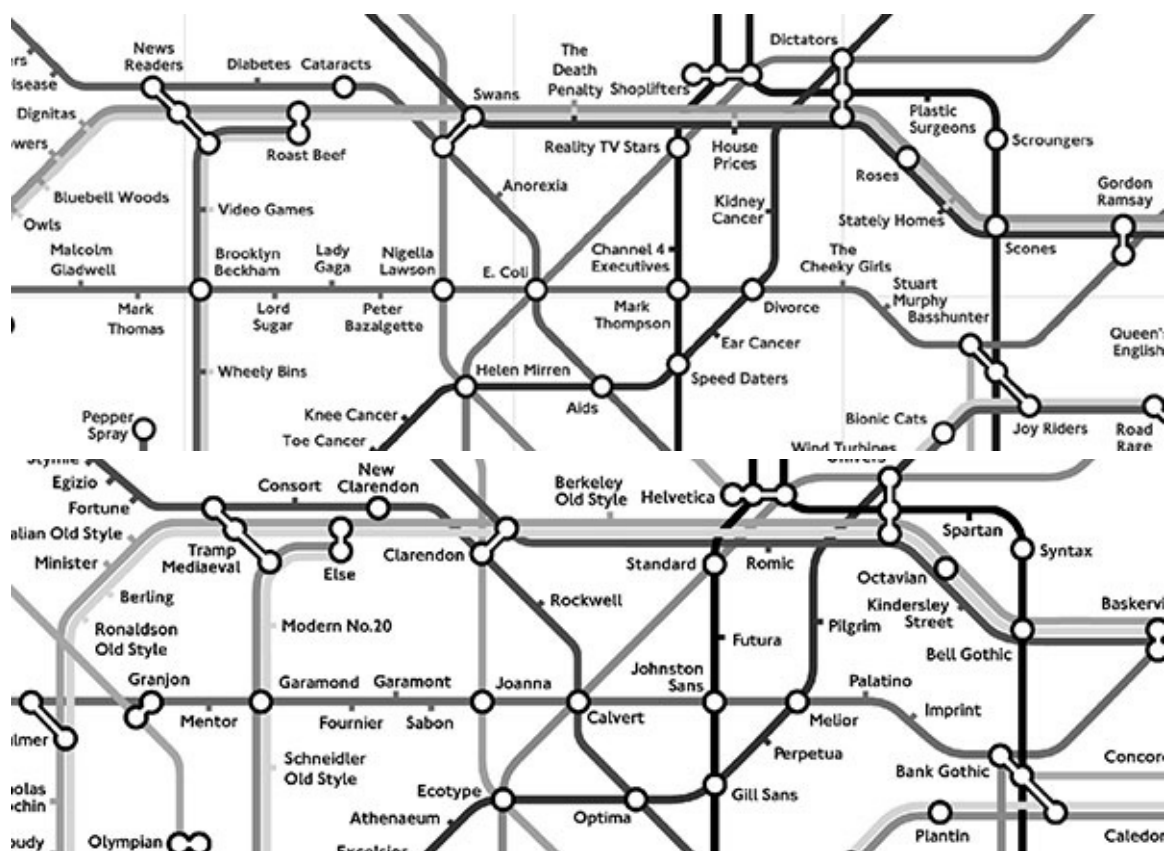 News
Readers
Diabetes
Cataracts
Dignitas
Bluebell Woods
Owls
Roast Beef
Video Games
Swans
The
Death
Penalty
Shoplifters
Dictators
Reality TV Stars
House
Prices
Plastic
Surgeons
Scroungers
Roses
Stately Homes
Gordon
Ramsay
Scones
Anorexia
Kidney
Cancer
Malcolm
Gladwell
Mark
Thomas
Brooklyn
Beckham
Lady
Gaga
Lord
Sugar
Nigella
Lawson
Peter
Bazalgette
E. Coli
Channel 4
Executives
Mark
Thompson
Divorce
The
Cheeky Girls
Stuart
Murphy
Basshunter
Queen's
English
Wheely Bins
Helen Mirren
Ear Cancer
Speed Daters
Aids
Knee Cancer
Toe Cancer
Pepper
Spray
Bionic Cats
Wind Turbines
Joy Riders
Road
Rage
Egizio
Fortune
Consort
New
Clarendon
Minister
Berling
Ronaldson
Old Style
Tramp
Mediaeval
Else
Clarendon
Berkeley
Old Style
Helvetica
Univers
Spartan
Syntax
Standard
Romic
Octavian
Kindersley
Street
Bell Gothic
Modern No.20
Rockwell
Futura
Pilgrim
Granjon
Mentor
Garamond
Garamont
Fournier
Sabon
Joanna
Calvert
Johnston
Sans
Melior
Palatino
Imprint
Perpetua
Bank Gothic
Schneidler
Old Style
Ecotype
Athenaeum
Excelsior
Optima
Gill Sans
Olympian
Plantin